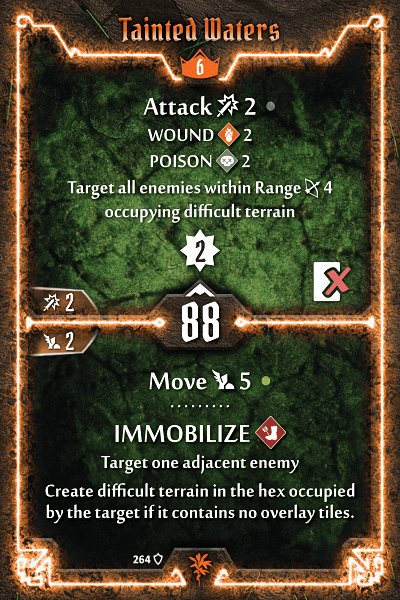 Tainted Waters
6
Attack 2
WOUND 2
POISON 2
Target all enemies within Range 4
occupying difficult terrain
2
2
88
2
Move 5
IMMOBILIZE
Target one adjacent enemy
Create difficult terrain in the hex occupied
by the target if it contains no overlay tiles.
264